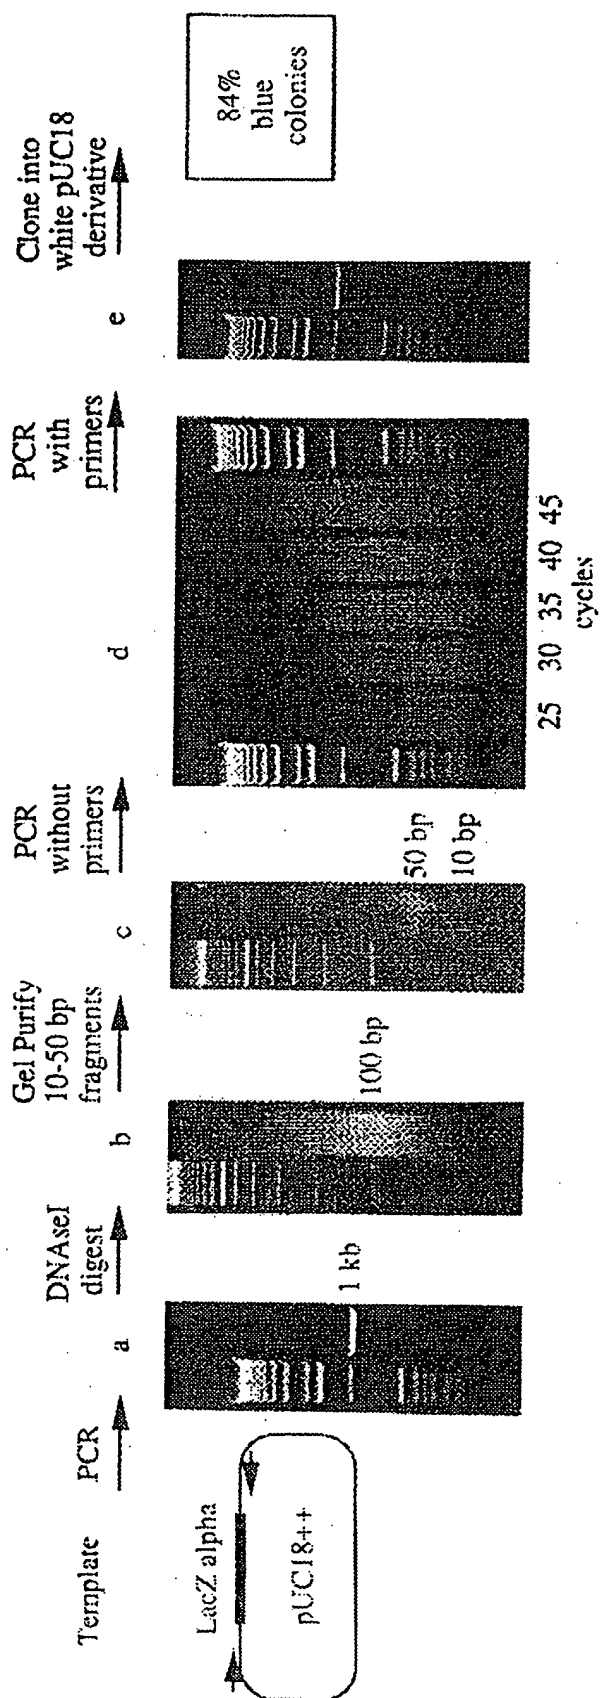 Template
LacZ alpha
pUC18++
PCR
a
1 kb
DNAseI
digest
b
100 bp
Gel Purify
10-50 bp
fragments
c
50 bp
10 bp
PCR
without
primers
d
25 30 35 40 45
cycles
PCR
with
primers
e
Clone into
white pUC18
derivative
84%
blue
colonies